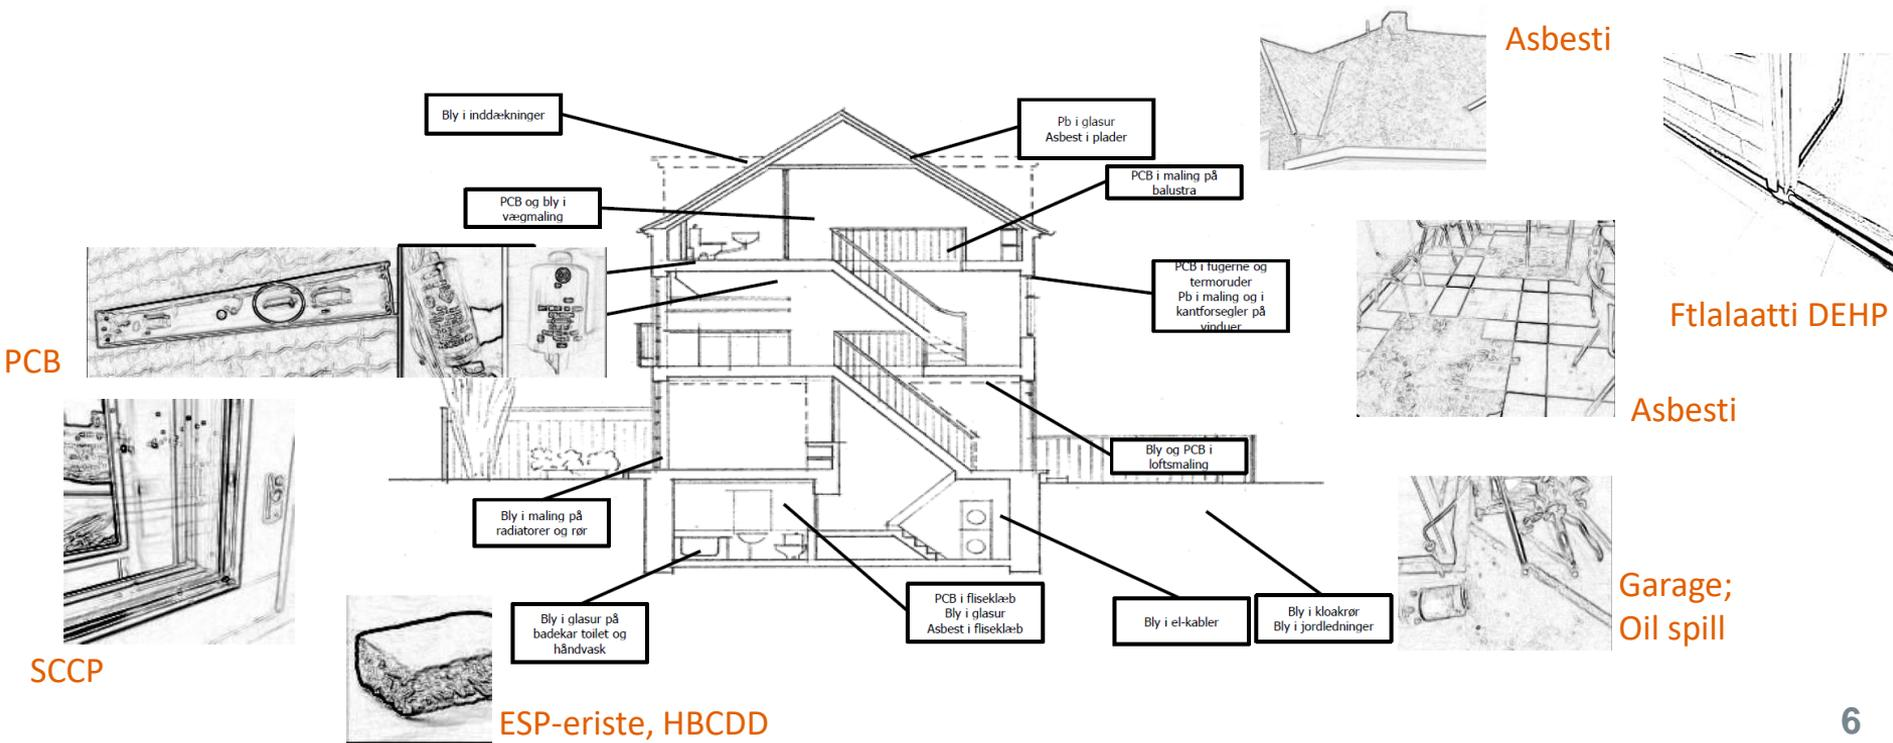 Asbesti
Bly i inddækninger
Pb i glasur
Asbest i plader
PCB i maling på
balustra
PCB og bly i
vægmaling
PCB i fugerne og
termoruder
Pb i maling og i
kantforsegler på
vinduer
Ftlalaatti DEHP
PCB
Asbesti
Bly og PCB i
loftsmaling
Bly i maling på
radiatorer og rør
Garage;
Oil spill
PCB i fliseklæb
Bly i glasur
Asbest i fliseklæb
Bly i glasur på
badekar toilet og
håndvask
Bly i el-kabler
Bly i kloakrør
Bly i jordledninger
SCCP
ESP-eriste, HBCDD
6